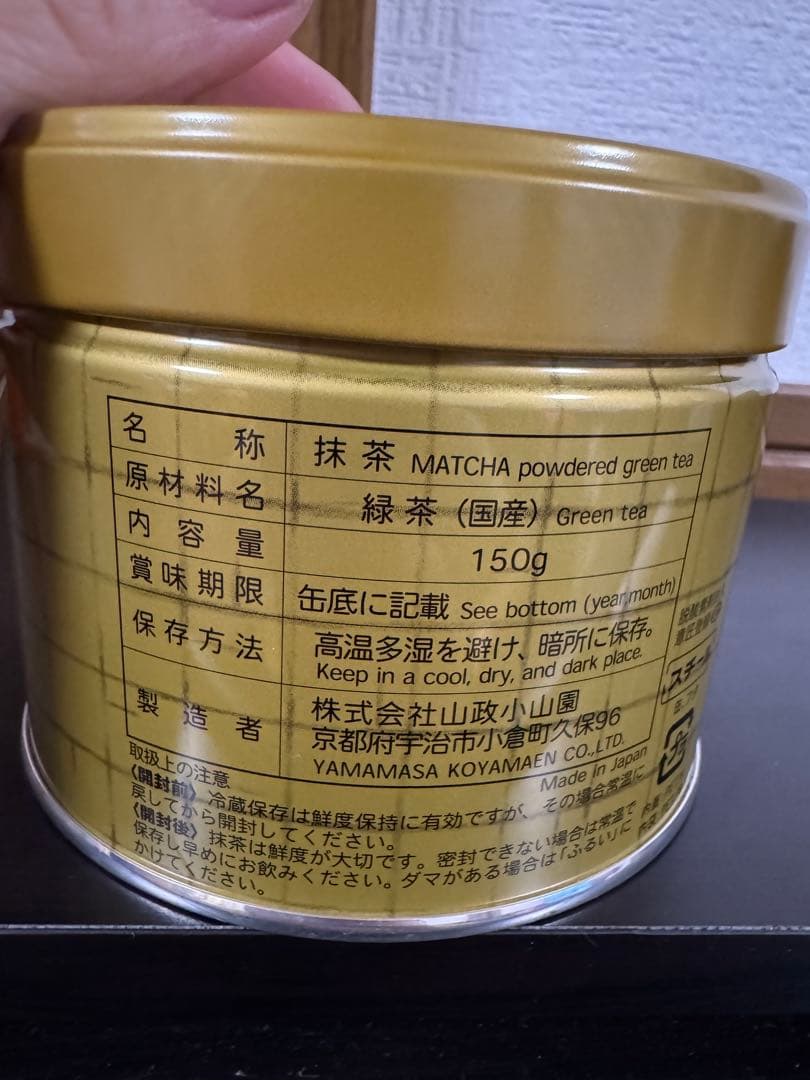 名称 抹茶 MATCHA powdered green tea
原材料名 緑茶（国産） Green tea
内容量 150g
賞味期限 缶底に記載 See bottom (year,month)
保存方法 高温多湿を避け、暗所に保存。
Keep in a cool, dry, and dark place.
製造者 株式会社山政小山園
京都府宇治市小倉町久保96
YAMAMASA KOYAMAEN CO.,LTD.
Made In Japan
取扱上の注意
〈開封前〉冷蔵保存は鮮度保持に有効ですが、その場合常温に
戻してから開封してください。
〈開封後〉抹茶は鮮度が大切です。密封できない場合は常温で
保存し早めにお飲みください。ダマがある場合は「ふるい」に
かけてください。
スチール